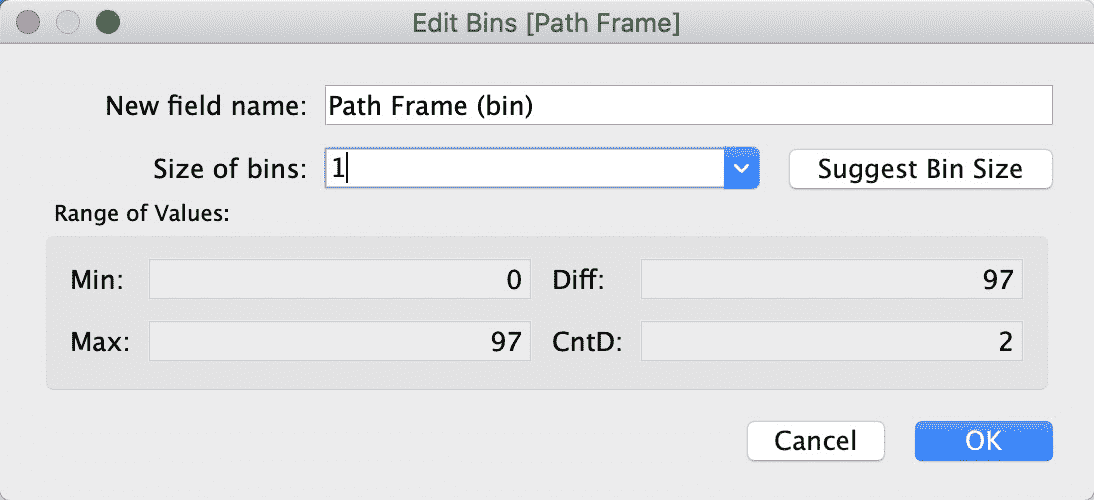 Edit Bins [Path Frame]
New field name: Path Frame (bin)
Size of bins: 1 Suggest Bin Size
Range of Values:
Min: 0 Diff: 97
Max: 97 CntD: 2
Cancel OK